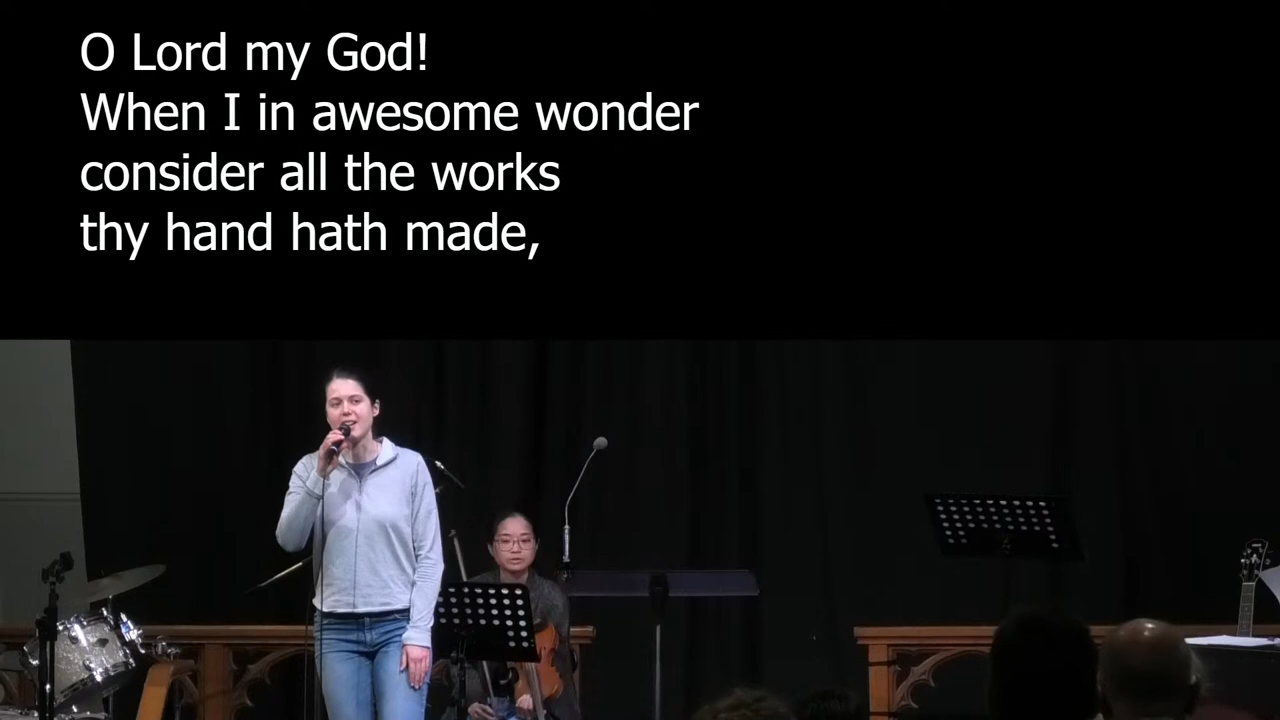 O Lord my God!
When I in awesome wonder
consider all the works
thy hand hath made,